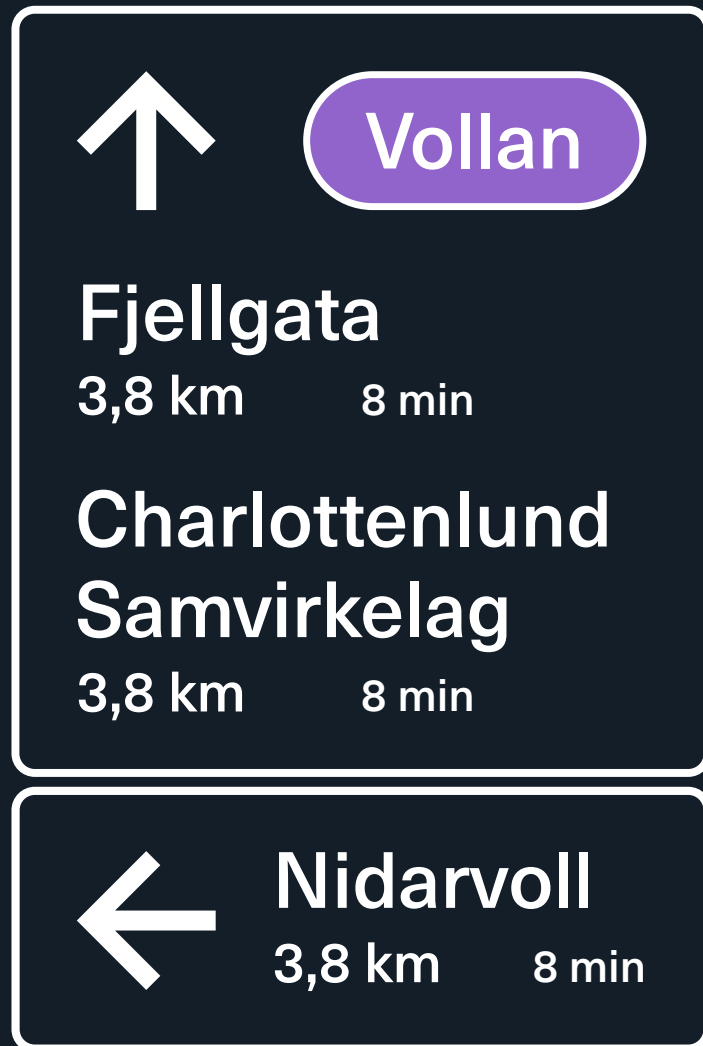 Vollan
Fjellgata
3,8 km 8 min
Charlottenlund
Samvirkelag
3,8 km 8 min
Nidarvoll
3,8 km 8 min